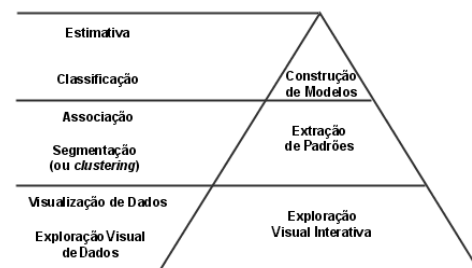 Estimativa
Classificação
Construção
de Modelos
Associação
Segmentação
(ou clustering)
Extração
de Padrões
Visualização de Dados
Exploração Visual
de Dados
Exploração
Visual Interativa